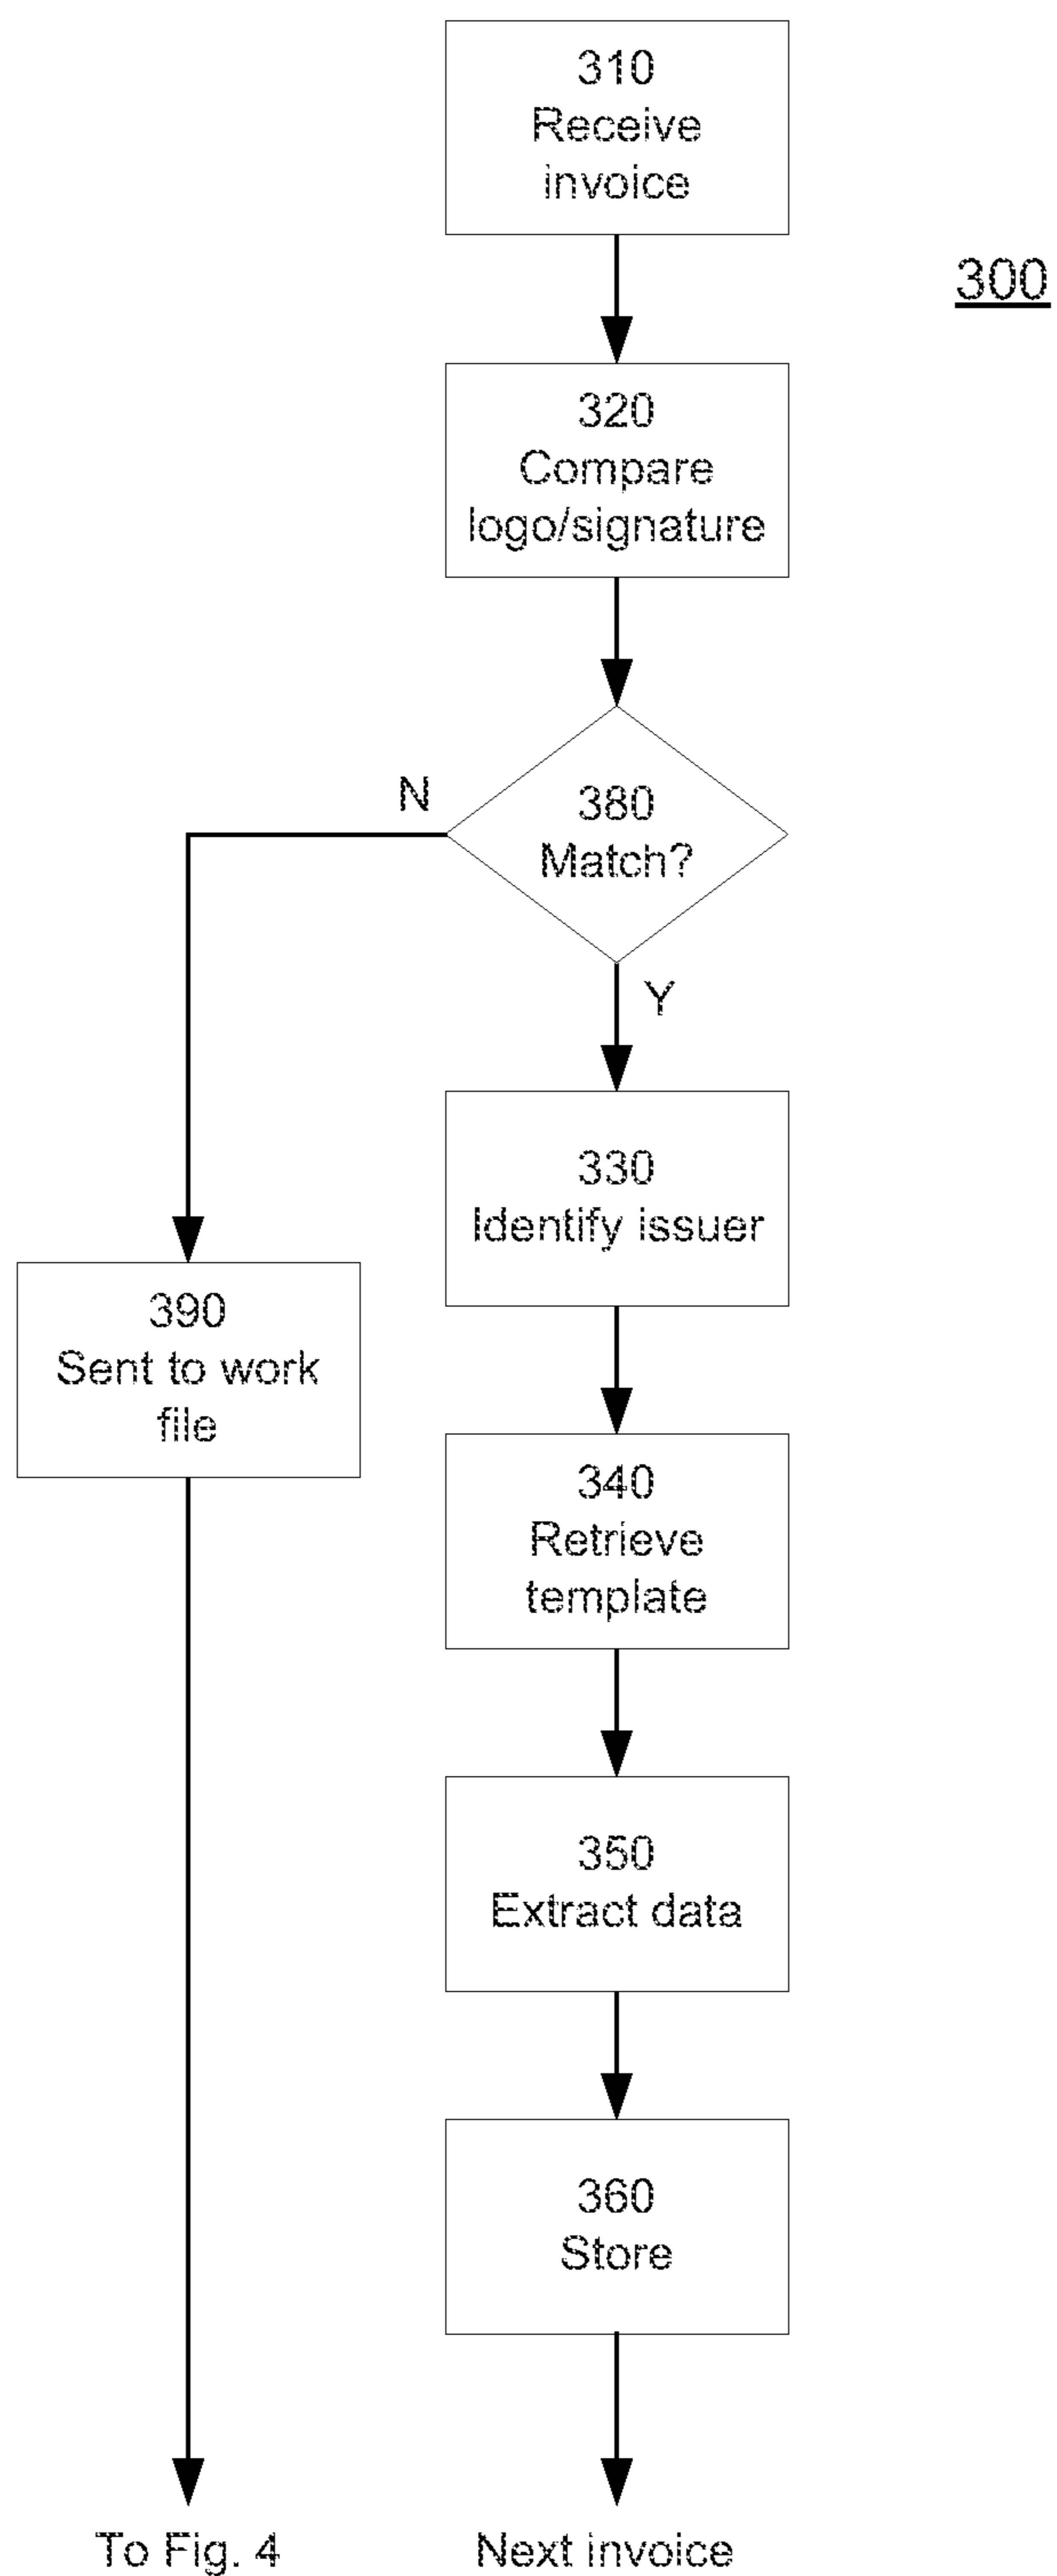 310
Receive
invoice
300
320
Compare
logo/signature
N
380
Match?
Y
330
Identify issuer
390
Sent to work
file
340
Retrieve
template
350
Extract data
360
Store
To Fig. 4
Next invoice